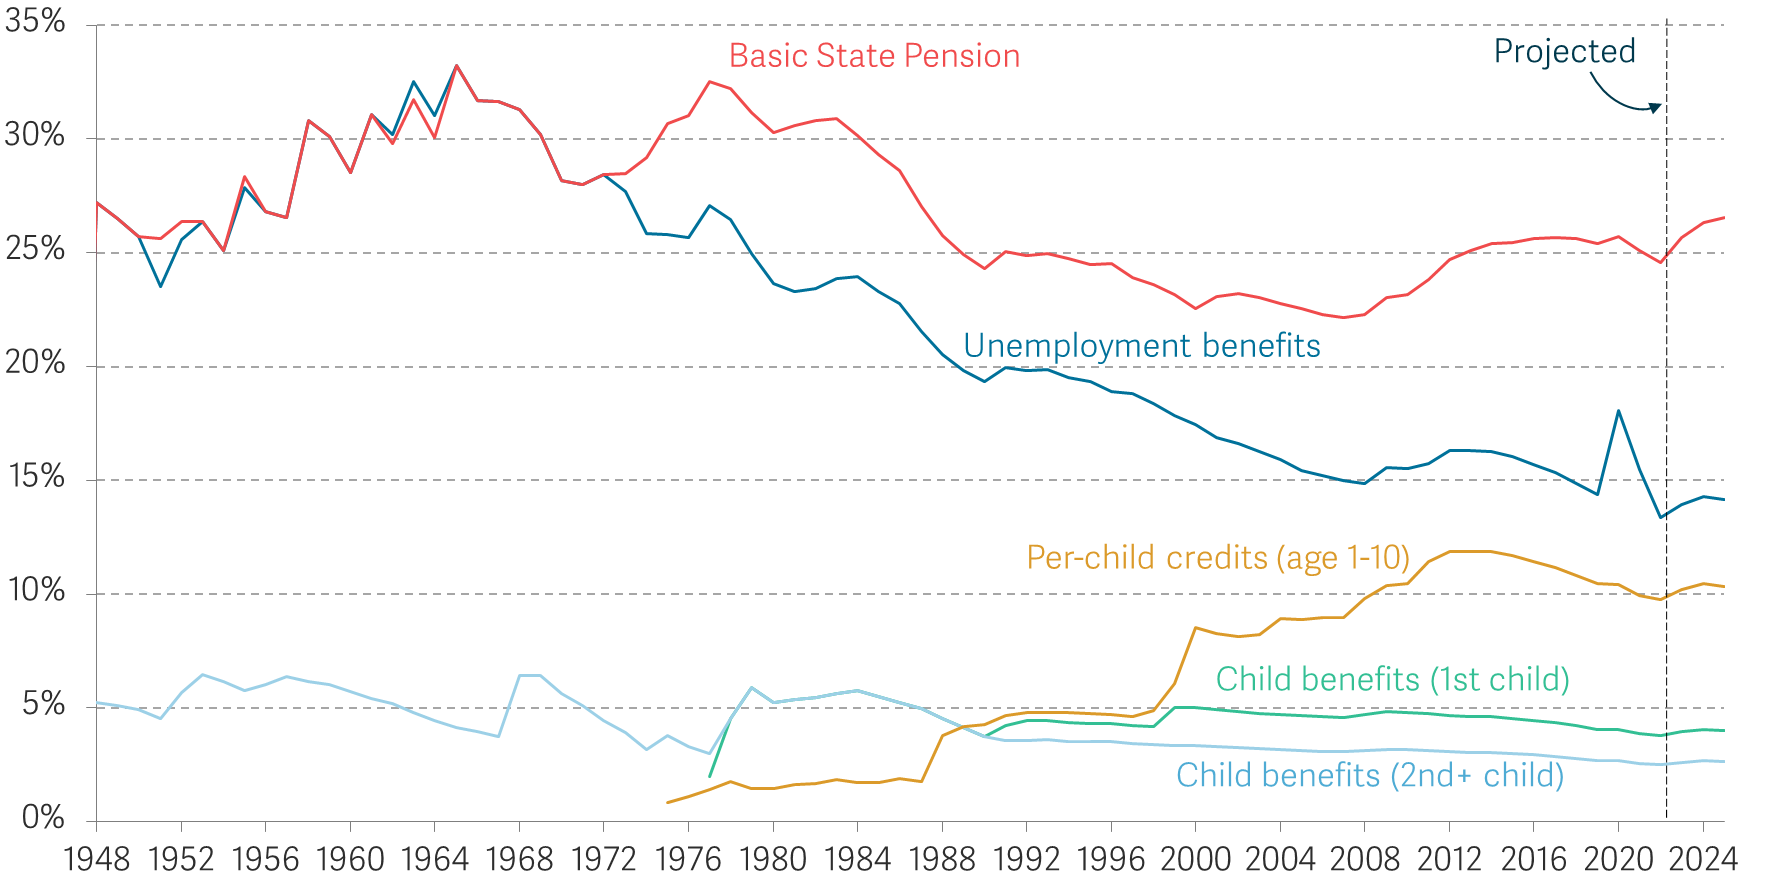 35%
Basic State Pension
Projected
30%
25%
Unemployment benefits
20%
15%
Per-child credits (age 1-10)
10%
Child benefits (1st child)
5%
Child benefits (2nd+ child)
0%
1948 1952 1956 1960 1964 1968 1972 1976 1980 1984 1988 1992 1996 2000 2004 2008 2012 2016 2020 2024